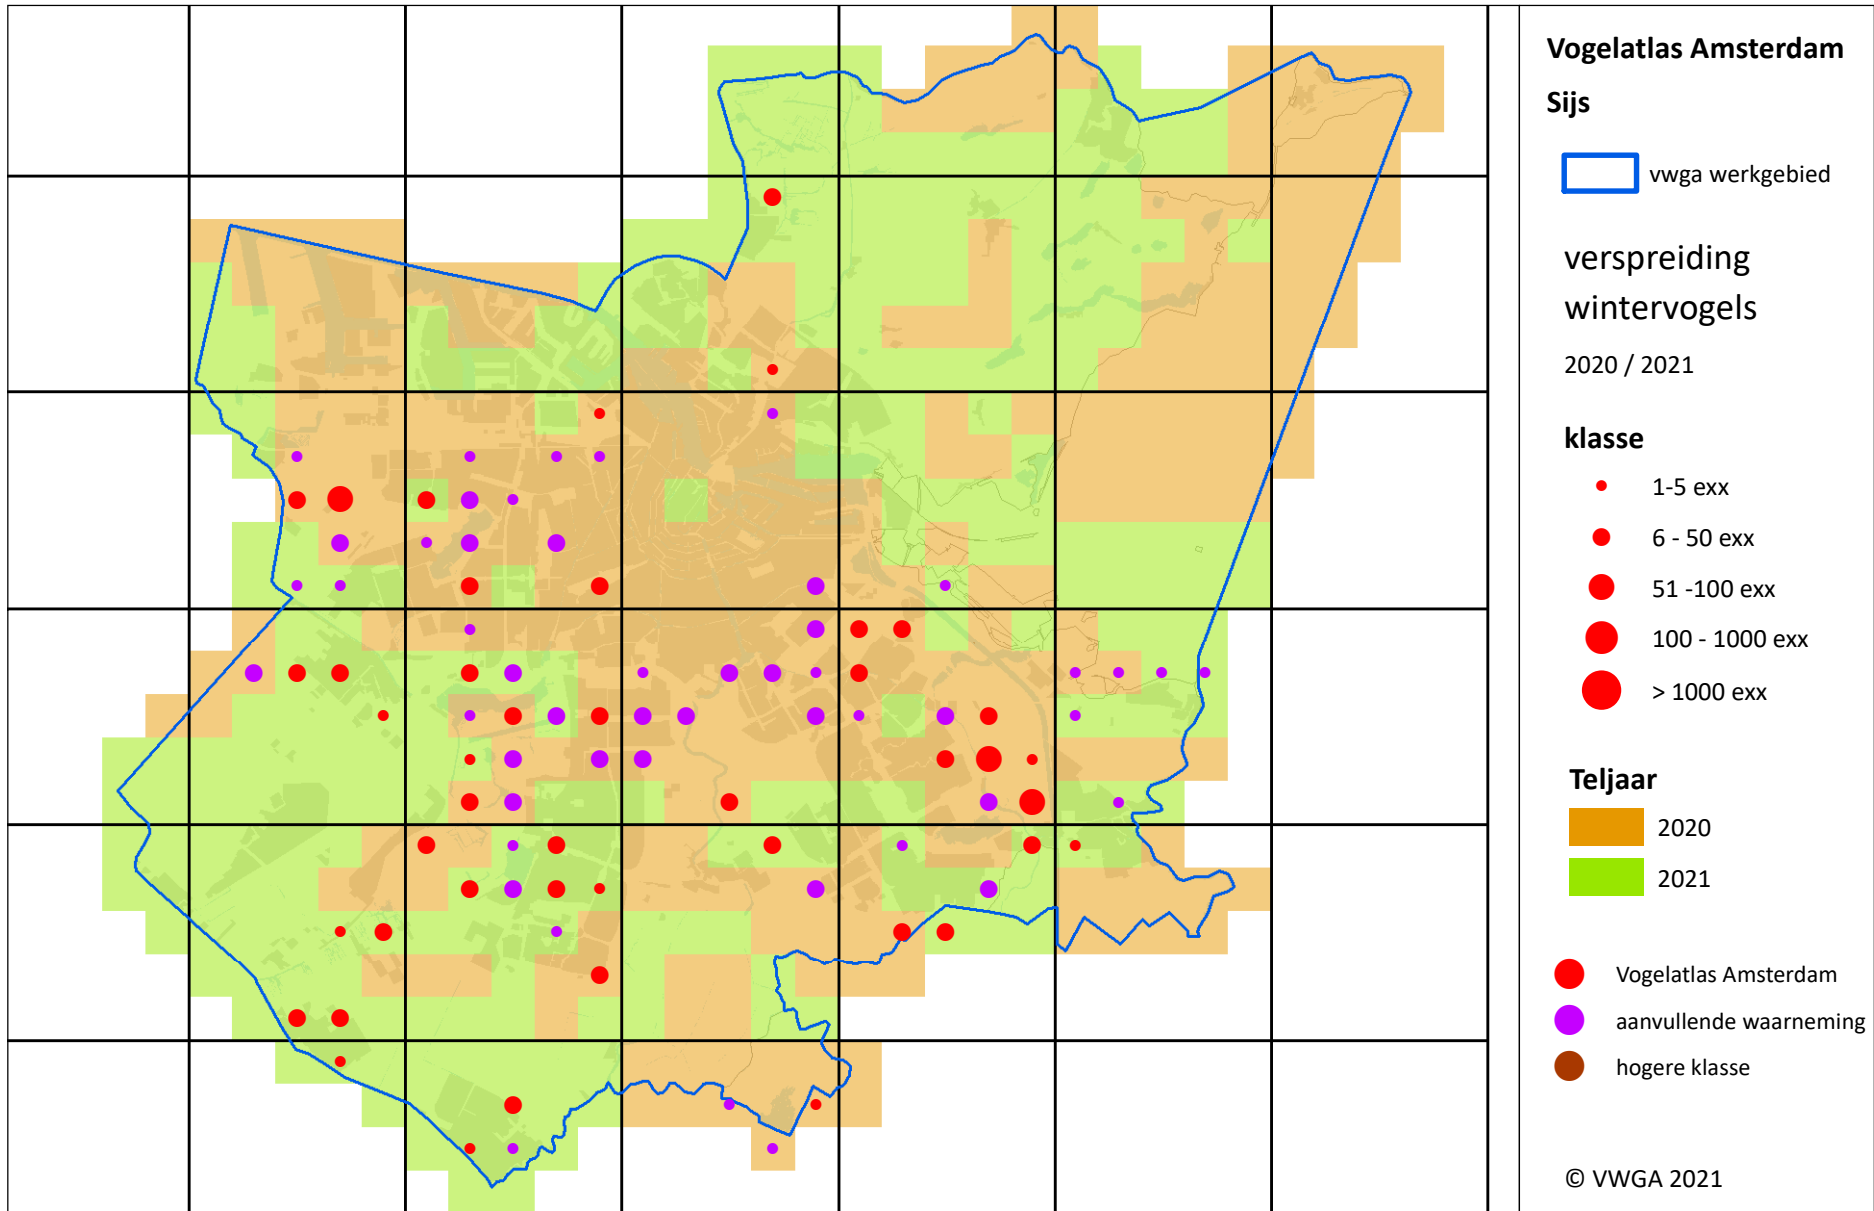 Vogelatlas Amsterdam
Sijs
vwga werkgebied
verspreiding
wintervogels
2020 / 2021
klasse
1-5 exx
6 - 50 exx
51 -100 exx
100 - 1000 exx
> 1000 exx
Teljaar
2020
2021
Vogelatlas Amsterdam
aanvullende waarneming
hogere klasse
© VWGA 2021